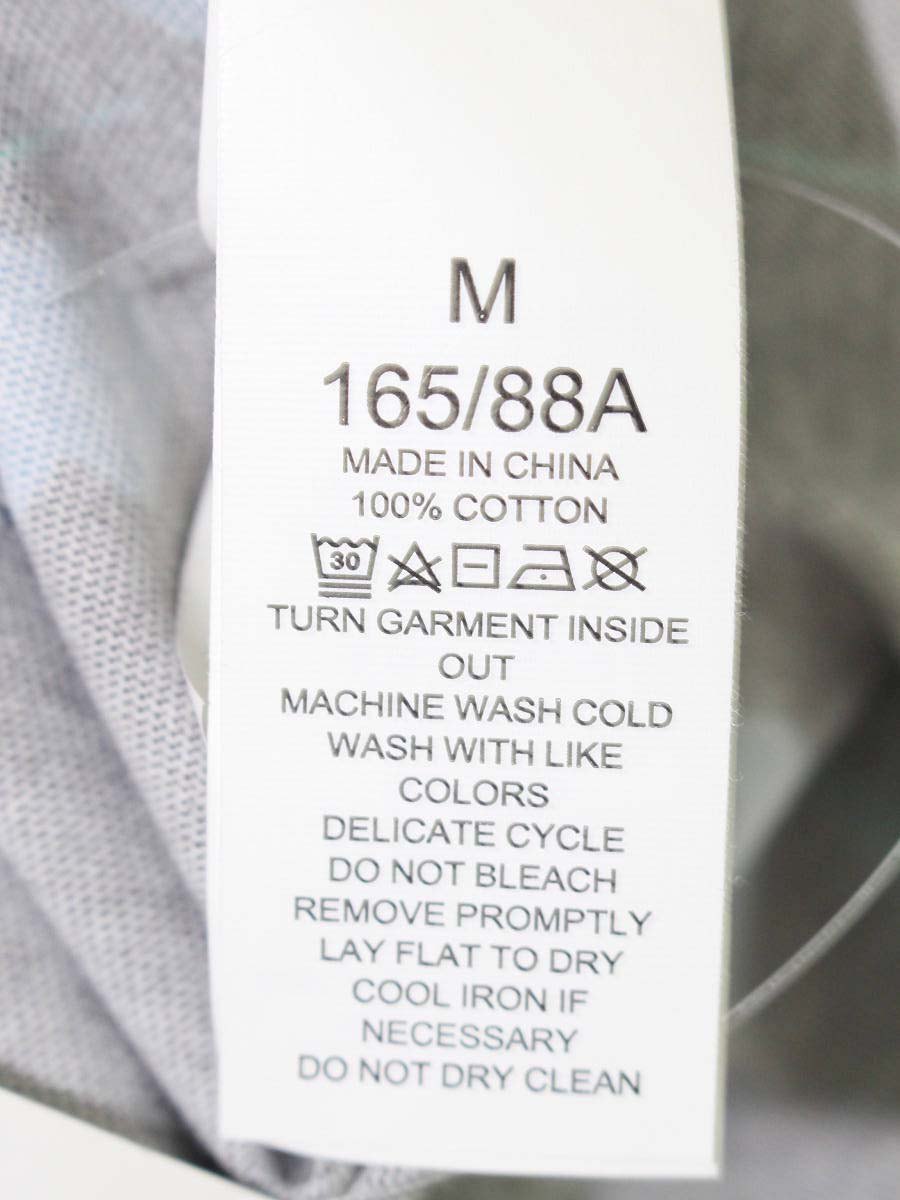 M
165/88A
MADE IN CHINA
100% COTTON
30
TURN GARMENT INSIDE
OUT
MACHINE WASH COLD
WASH WITH LIKE
COLORS
DELICATE CYCLE
DO NOT BLEACH
REMOVE PROMPTLY
LAY FLAT TO DRY
COOL IRON IF
NECESSARY
DO NOT DRY CLEAN